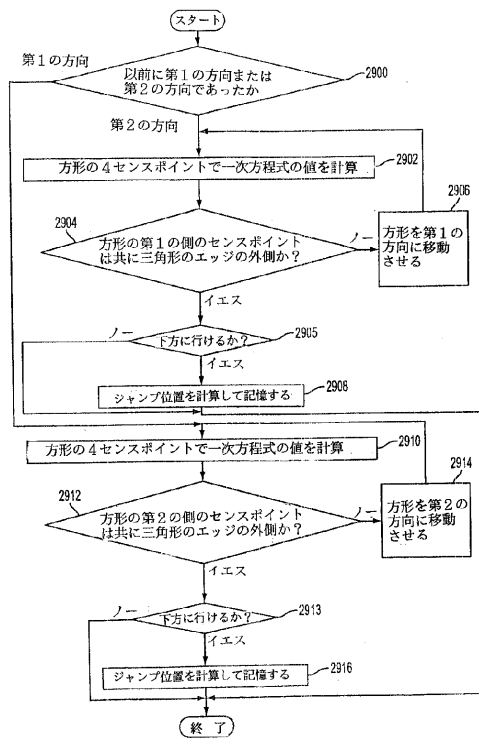 スタート
第1の方向
以前に第1の方向または
第2の方向であったか
2900
第2の方向
方形の4センスポイントで一次方程式の値を計算
2902
2904
方形の第1の側のセンスポイント
は共に三角形のエッジの外側か？
ノー
2906
方形を第1の
方向に移動
させる
イエス
ノー
下方に行けるか？
2905
イエス
2908
ジャンプ位置を計算して記憶する
方形の4センスポイントで一次方程式の値を計算
2910
2912
方形の第2の側のセンスポイント
は共に三角形のエッジの外側か？
ノー
2914
方形を第2の
方向に移動
させる
イエス
ノー
下方に行けるか？
2913
イエス
ジャンプ位置を計算して記憶する
2916
終了